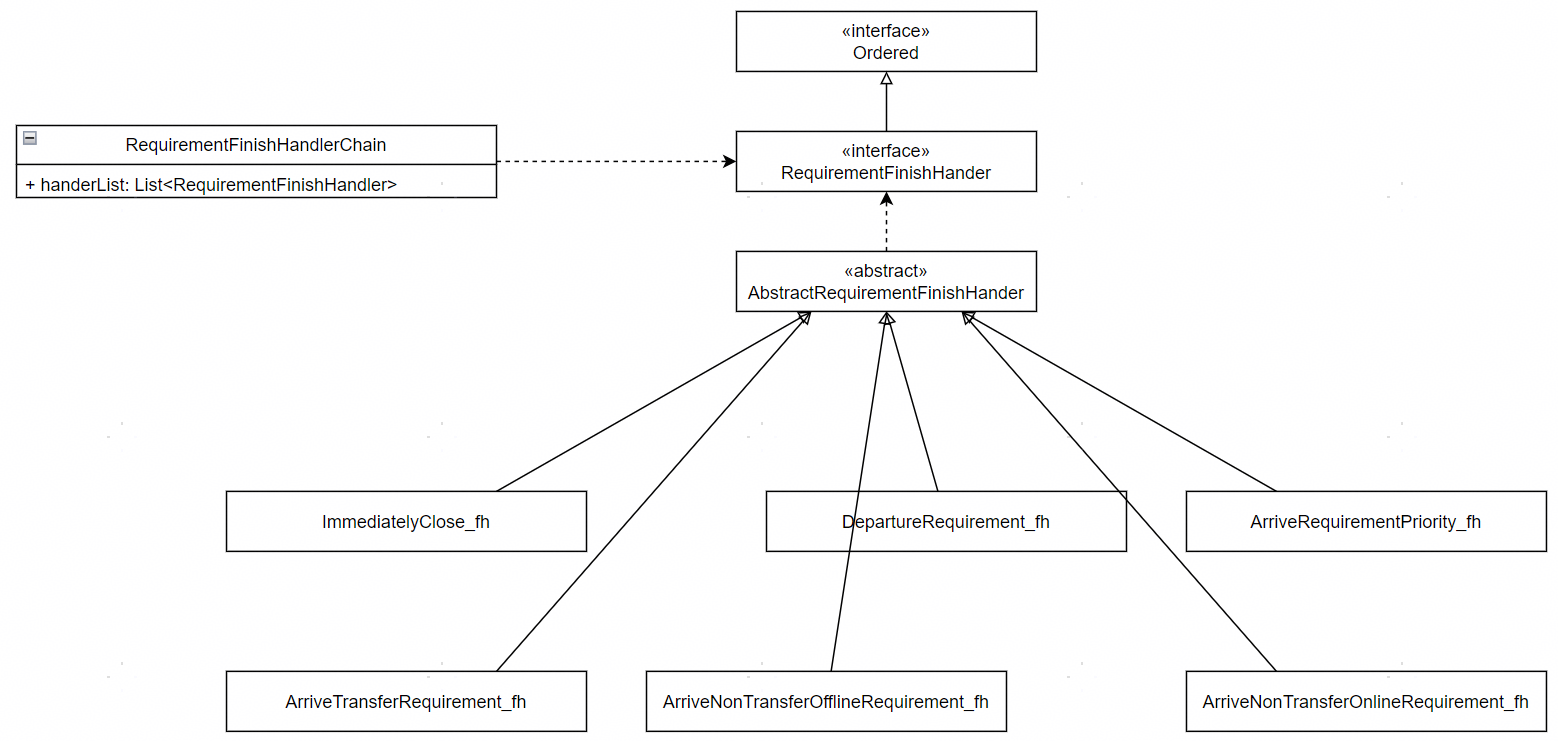 «interface»
Ordered
RequirementFinishHandlerChain
+ handerList: List<RequirementFinishHandler>
«interface»
RequirementFinishHander
«abstract»
AbstractRequirementFinishHander
ImmediatelyClose_fh
DepartureRequirement_fh
ArriveRequirementPriority_fh
ArriveTransferRequirement_fh
ArriveNonTransferOfflineRequirement_fh
ArriveNonTransferOnlineRequirement_fh